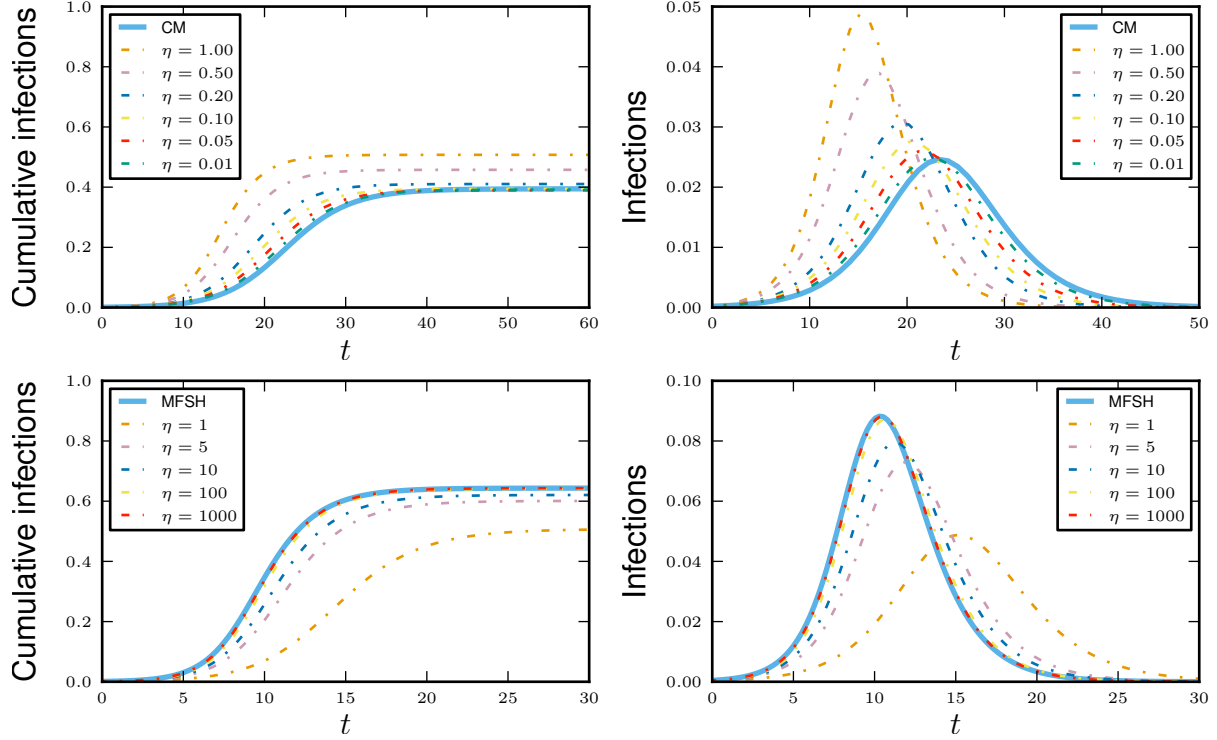 Cumulative infections
1.0
0.8
0.6
0.4
0.2
0.0
CM
η = 1.00
η = 0.50
η = 0.20
η = 0.10
η = 0.05
η = 0.01
0 10 20 30 40 50 60
t
Infections
0.05
0.04
0.03
0.02
0.01
0.00
CM
η = 1.00
η = 0.50
η = 0.20
η = 0.10
η = 0.05
η = 0.01
0 10 20 30 40 50
t
Cumulative infections
1.0
0.8
0.6
0.4
0.2
0.0
MFSH
η = 1
η = 5
η = 10
η = 100
η = 1000
0 5 10 15 20 25 30
t
Infections
0.10
0.08
0.06
0.04
0.02
0.00
MFSH
η = 1
η = 5
η = 10
η = 100
η = 1000
0 5 10 15 20 25 30
t